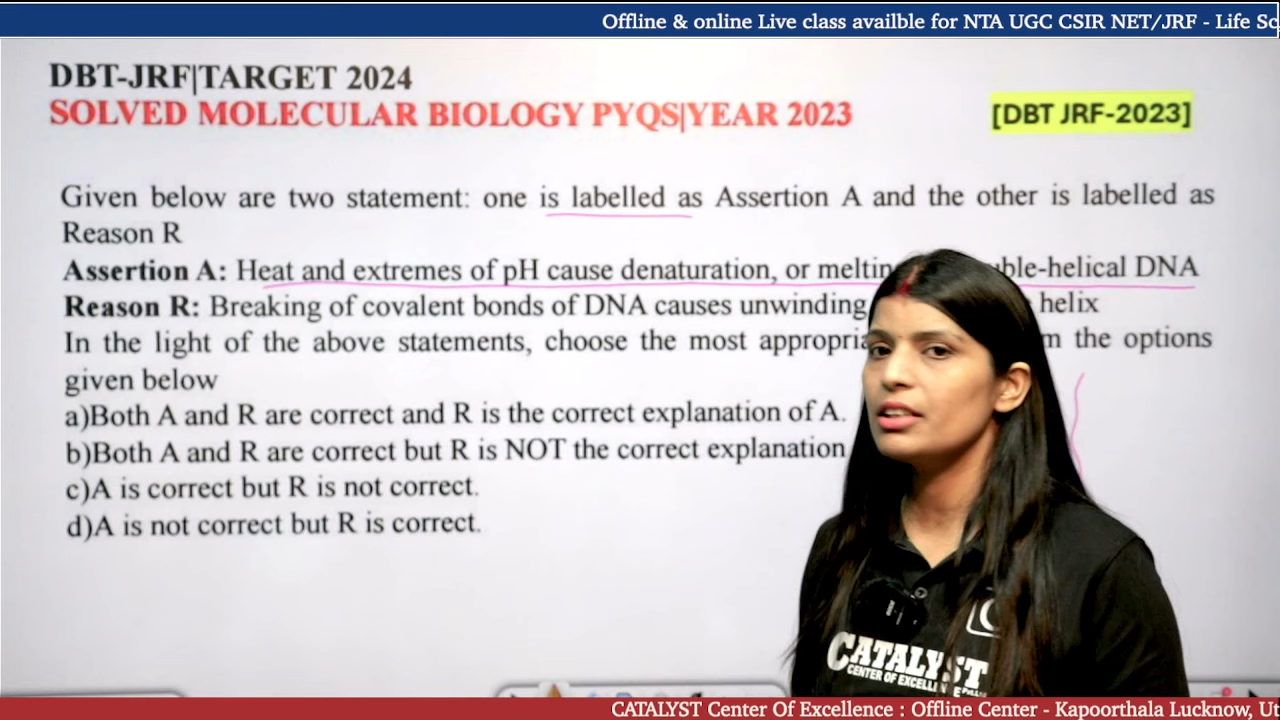 Offline & online Live class availble for NTA UGC CSIR NET/JRF - Life Sc
DBT-JRF|TARGET 2024
SOLVED MOLECULAR BIOLOGY PYQS|YEAR 2023
[DBT JRF-2023]
Given below are two statement: one is labelled as Assertion A and the other is labelled as
Reason R
Assertion A: Heat and extremes of pH cause denaturation, or meltin ble-helical DNA
Reason R: Breaking of covalent bonds of DNA causes unwinding helix
In the light of the above statements, choose the most appropria m the options
given below
a)Both A and R are correct and R is the correct explanation of A.
b)Both A and R are correct but R is NOT the correct explanation
c)A is correct but R is not correct.
d)A is not correct but R is correct.
CATALYST
CENTER OF EXCELLEN
CATALYST Center Of Excellence : Offline Center - Kapoorthala Lucknow, Ut